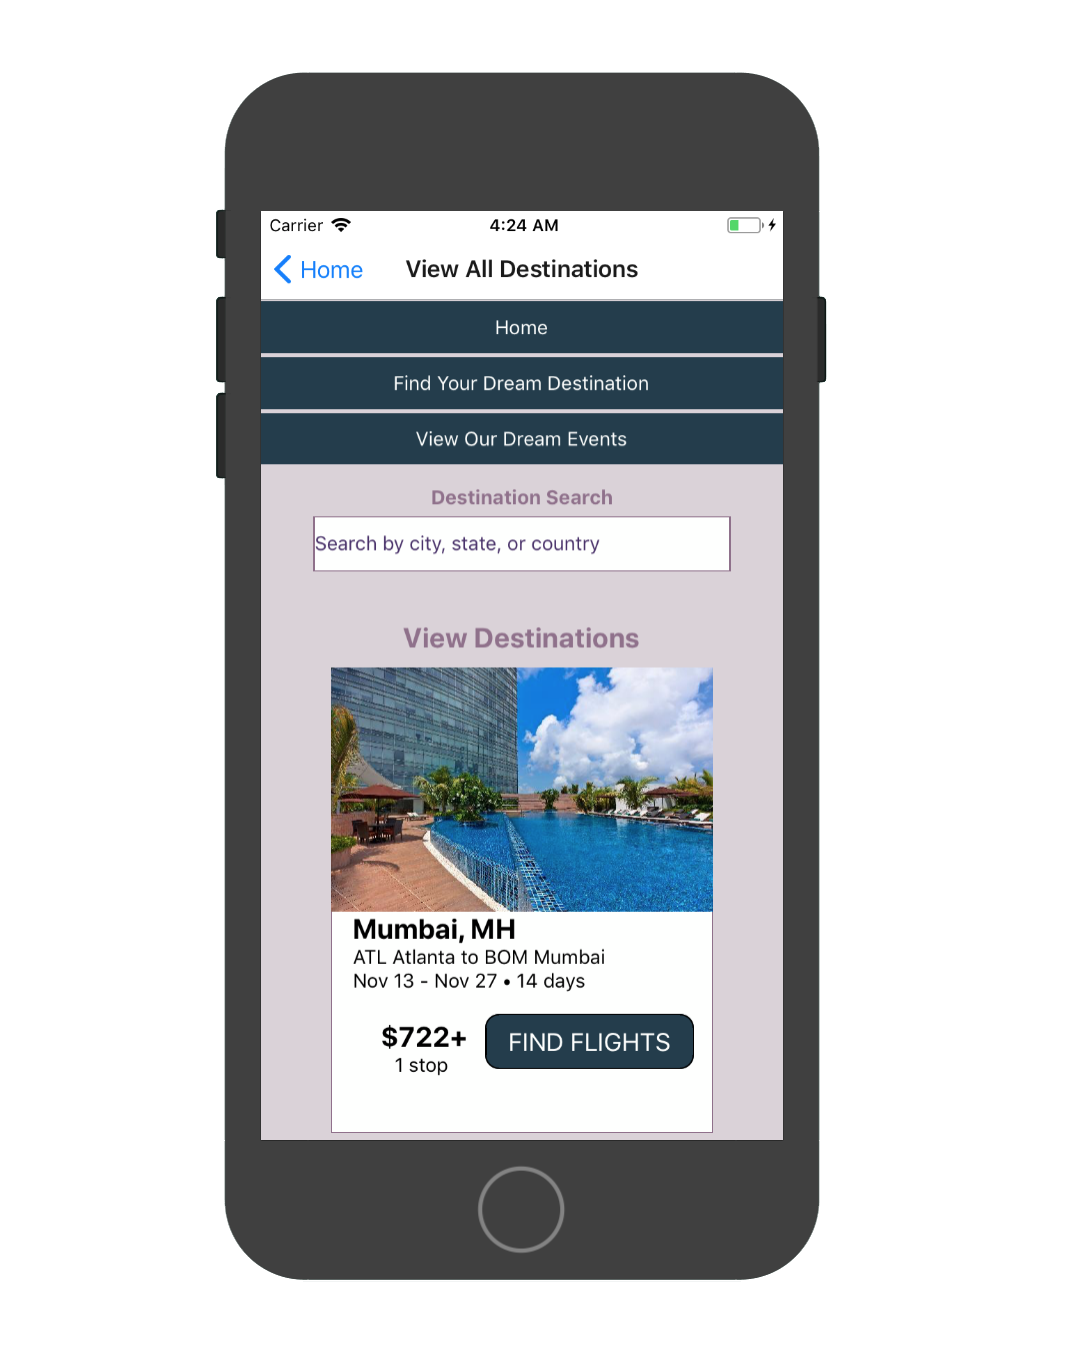 Carrier 4:24 AM
Home View All Destinations
Home
Find Your Dream Destination
View Our Dream Events
Destination Search
Search by city, state, or country
View Destinations
Mumbai, MH
ATL Atlanta to BOM Mumbai
Nov 13 - Nov 27 • 14 days
$722+ FIND FLIGHTS
1 stop